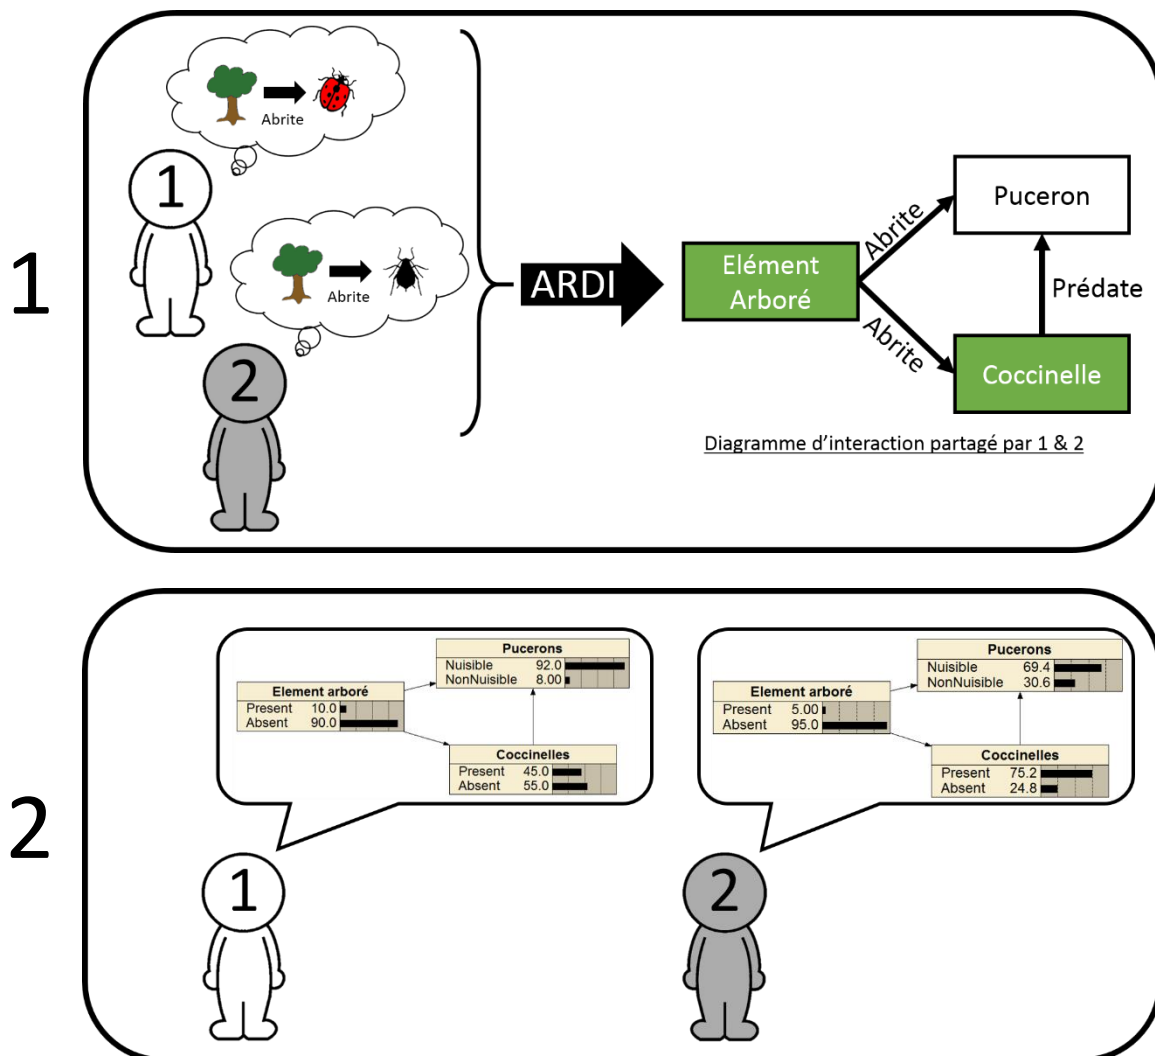 1
Abrite
1
Abrite
2
ARDI
Elément
Arboré
Abrite
Abrite
Puceron
Prédate
Coccinelle
Diagramme d'interaction partagé par 1 & 2
2
Pucerons
Nuisible 92.0
NonNuisible 8.00
Element arboré
Present 10.0
Absent 90.0
Coccinelles
Present 45.0
Absent 55.0
1
Pucerons
Nuisible 69.4
NonNuisible 30.6
Element arboré
Present 5.00
Absent 95.0
Coccinelles
Present 75.2
Absent 24.8
2